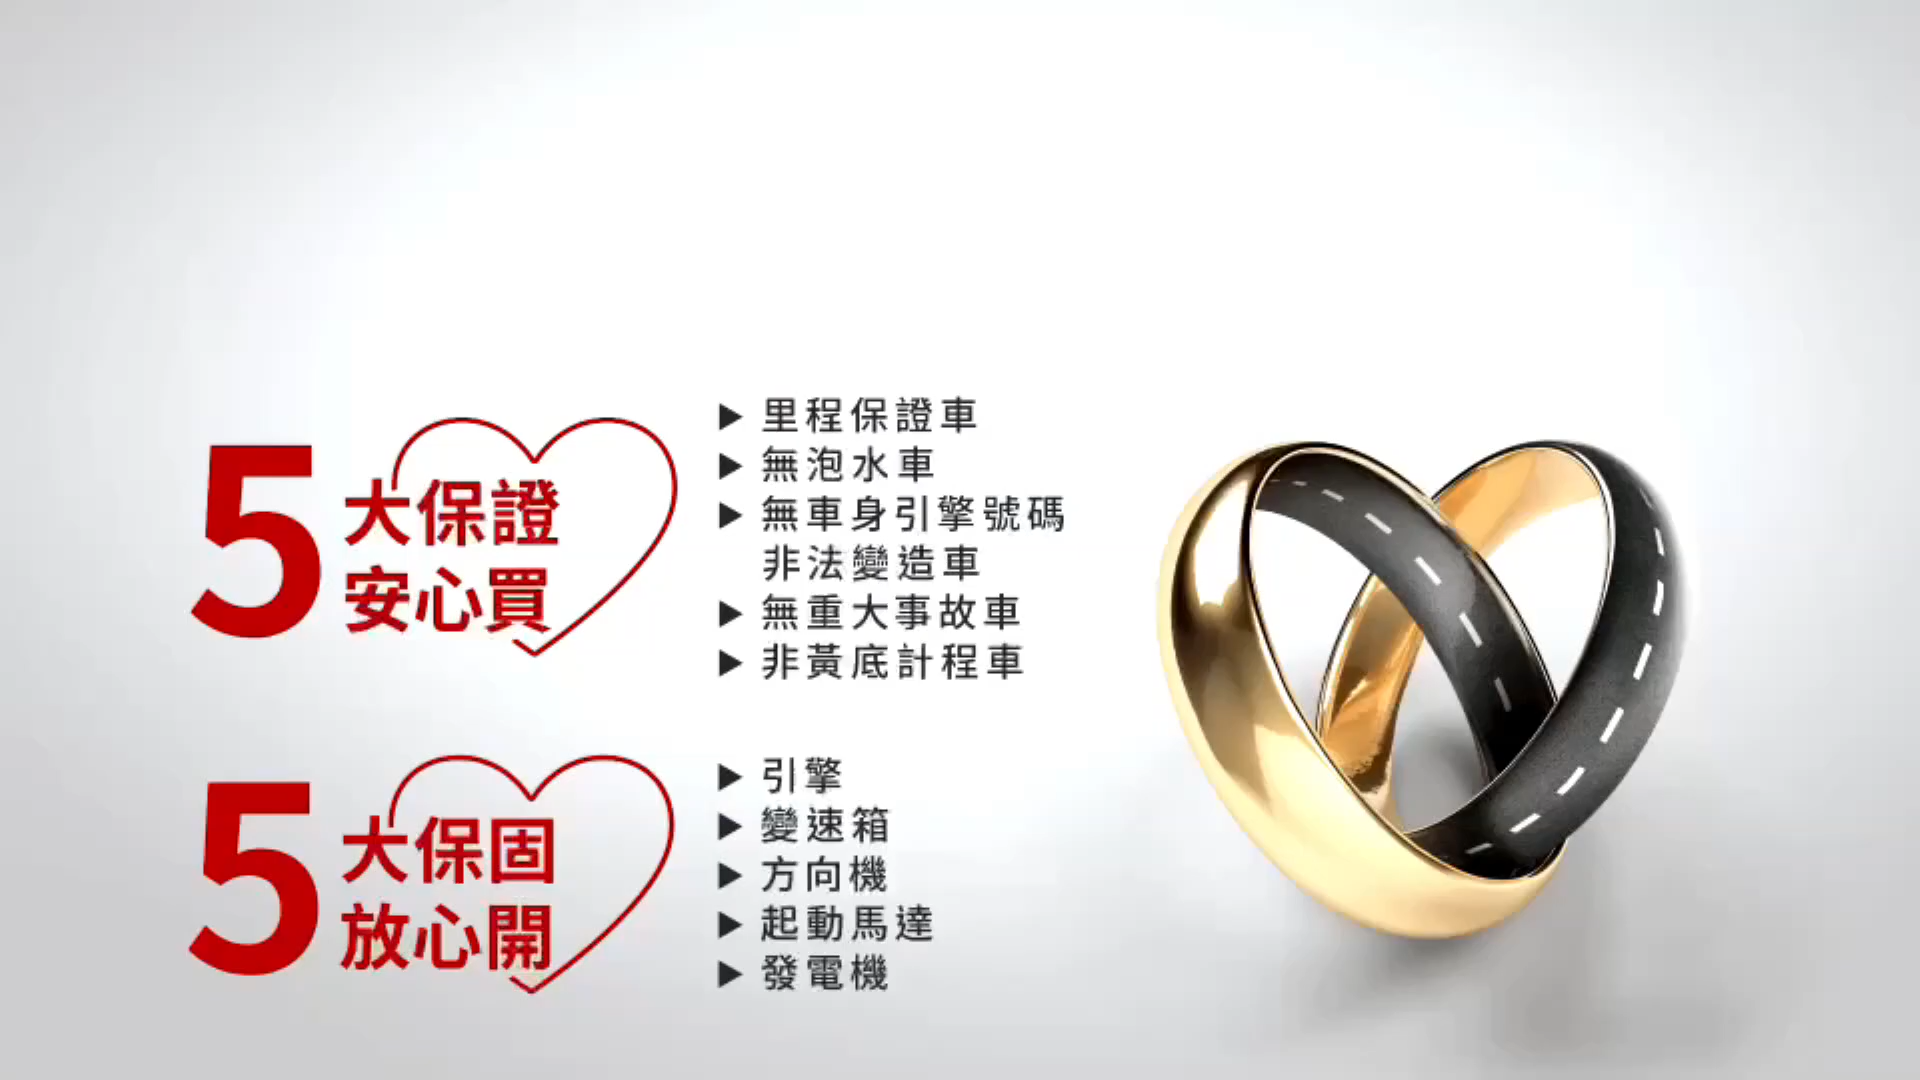 5大保證
安心買
▶ 里程保證車
▶ 無泡水車
▶ 無車身引擎號碼
非法變造車
▶ 無重大事故車
▶ 非黃底計程車
5大保固
放心開
▶ 引擎
▶ 變速箱
▶ 方向機
▶ 起動馬達
▶ 發電機